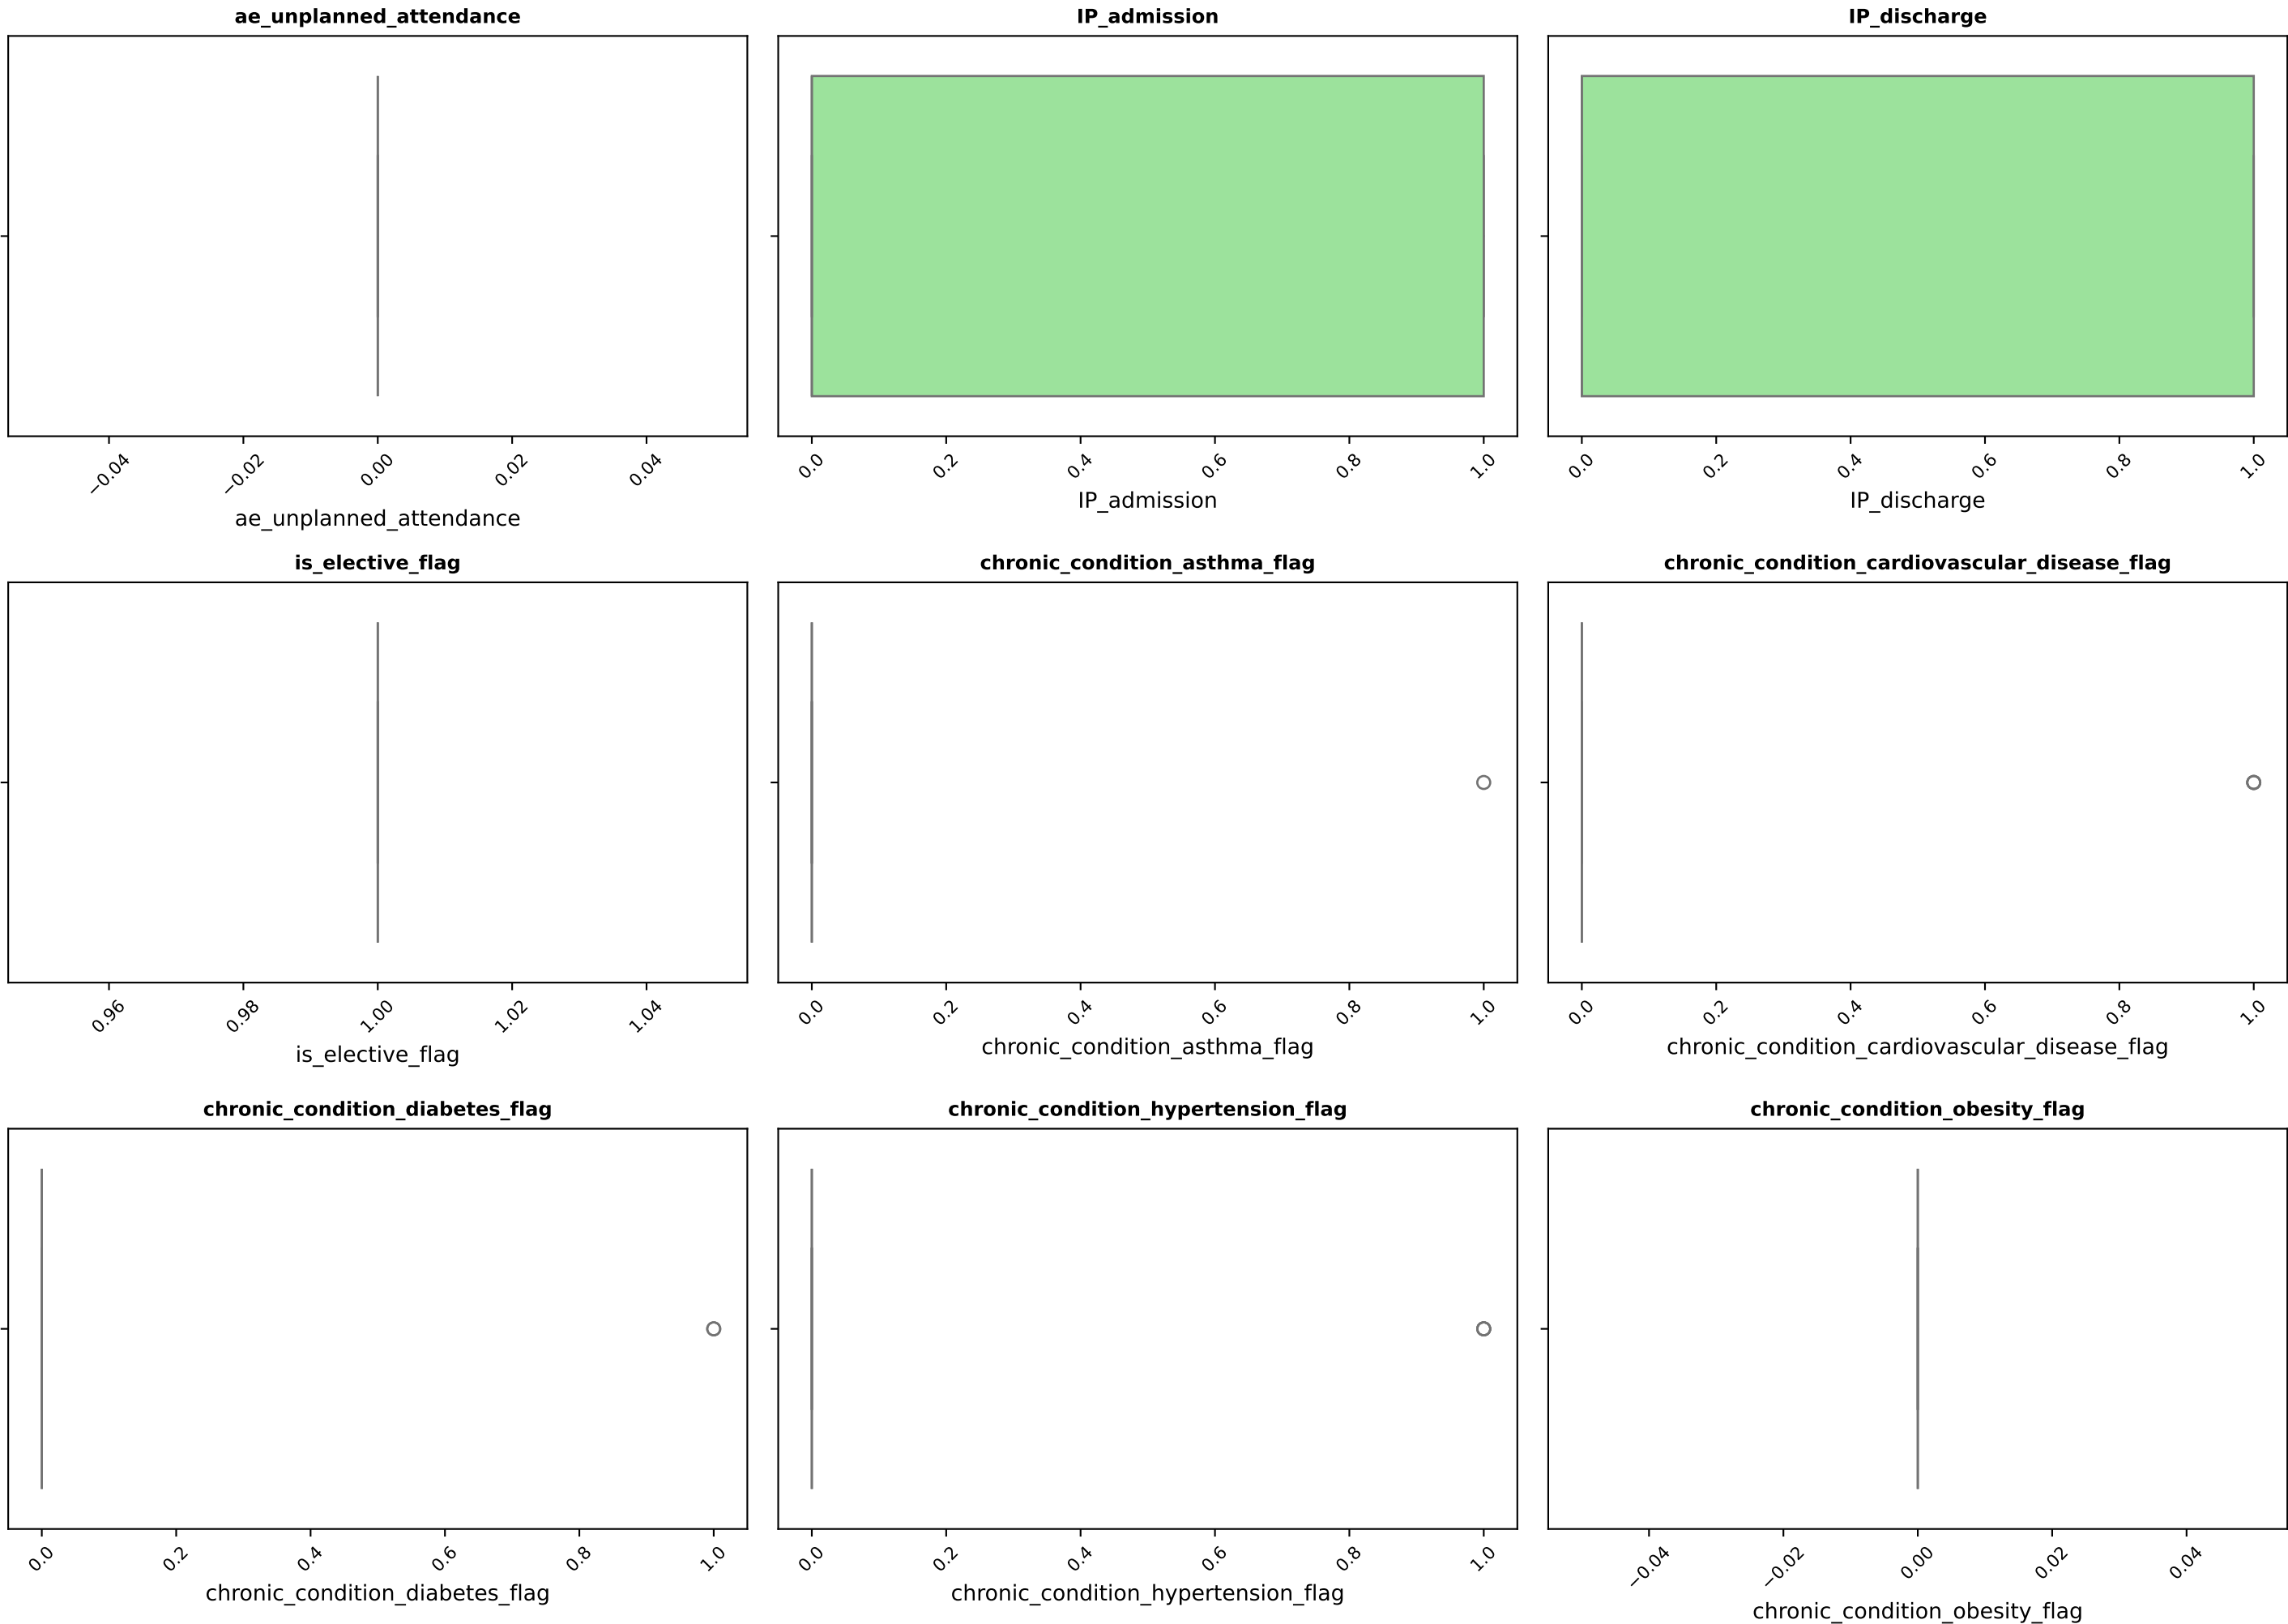 ae_unplanned_attendance
IP_admission
IP_discharge
−0.04
−0.02
0.00
0.02
0.04
0.0
0.2
0.4
0.6
0.8
1.0
0.0
0.2
0.4
0.6
0.8
1.0
ae_unplanned_attendance
IP_admission
IP_discharge
is_elective_flag
chronic_condition_asthma_flag
chronic_condition_cardiovascular_disease_flag
0.96
0.98
1.00
1.02
1.04
0.0
0.2
0.4
0.6
0.8
1.0
0.0
0.2
0.4
0.6
0.8
1.0
is_elective_flag
chronic_condition_asthma_flag
chronic_condition_cardiovascular_disease_flag
chronic_condition_diabetes_flag
chronic_condition_hypertension_flag
chronic_condition_obesity_flag
0.0
0.2
0.4
0.6
0.8
1.0
0.0
0.2
0.4
0.6
0.8
1.0
−0.04
−0.02
0.00
0.02
0.04
chronic_condition_diabetes_flag
chronic_condition_hypertension_flag
chronic_condition_obesity_flag